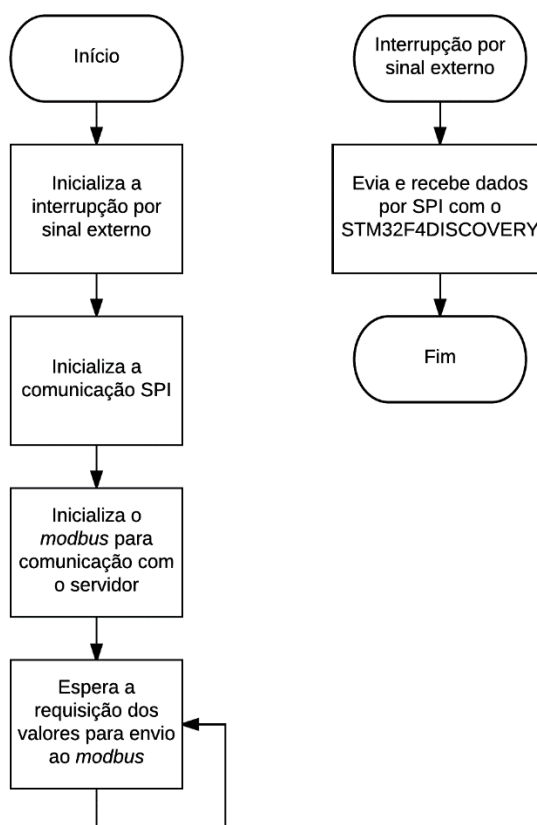 Início
Inicializa a
interrupção por
sinal externo
Inicializa a
comunicação SPI
Inicializa o
modbus para
comunicação com
o servidor
Espera a
requisição dos
valores para envio
ao modbus
Interrupção por
sinal externo
Evia e recebe dados
por SPI com o
STM32F4DISCOVERY
Fim